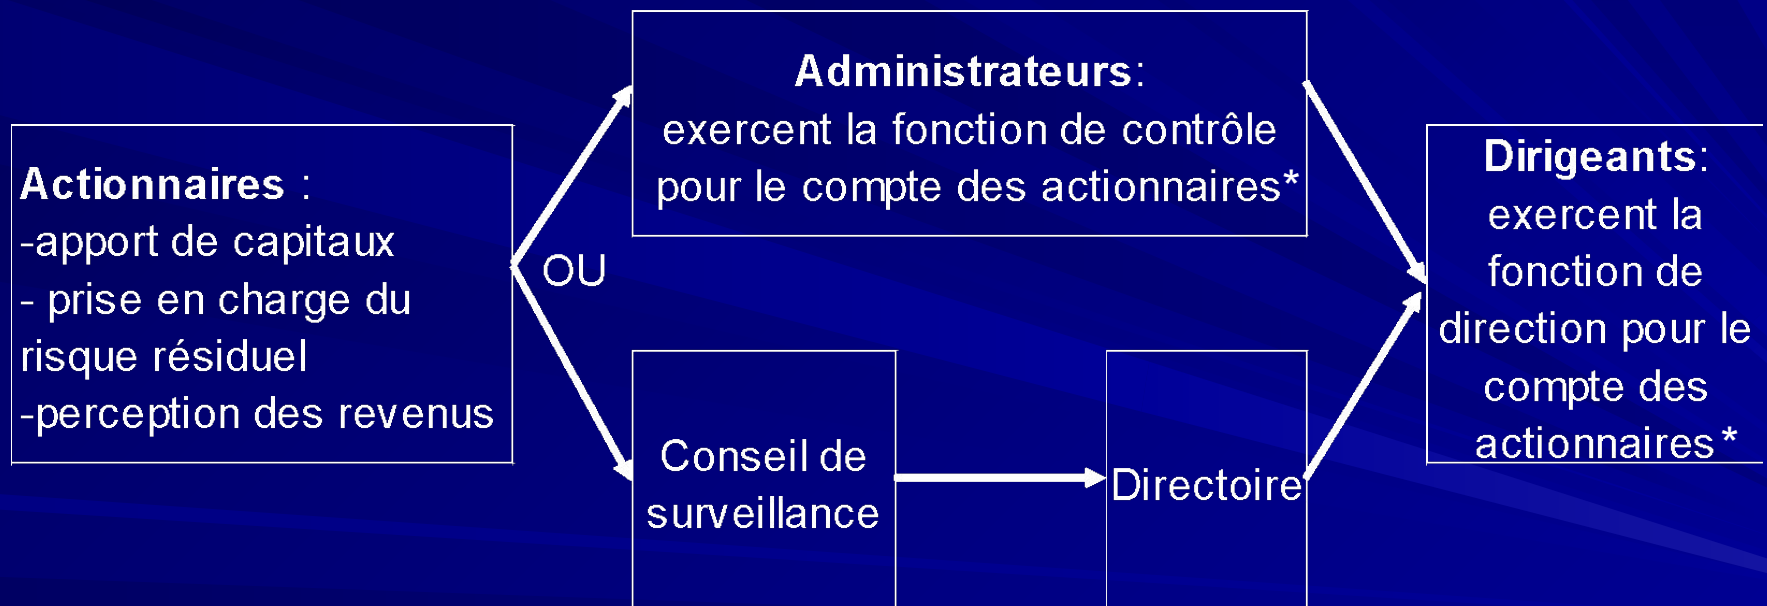 Actionnaires :
-apport de capitaux
- prise en charge du
risque résiduel
-perception des revenus
OU
Administrateurs:
exercent la fonction de contrôle
pour le compte des actionnaires*
Conseil de
surveillance
Directoire
Dirigeants:
exercent la
fonction de
direction pour le
compte des
actionnaires*